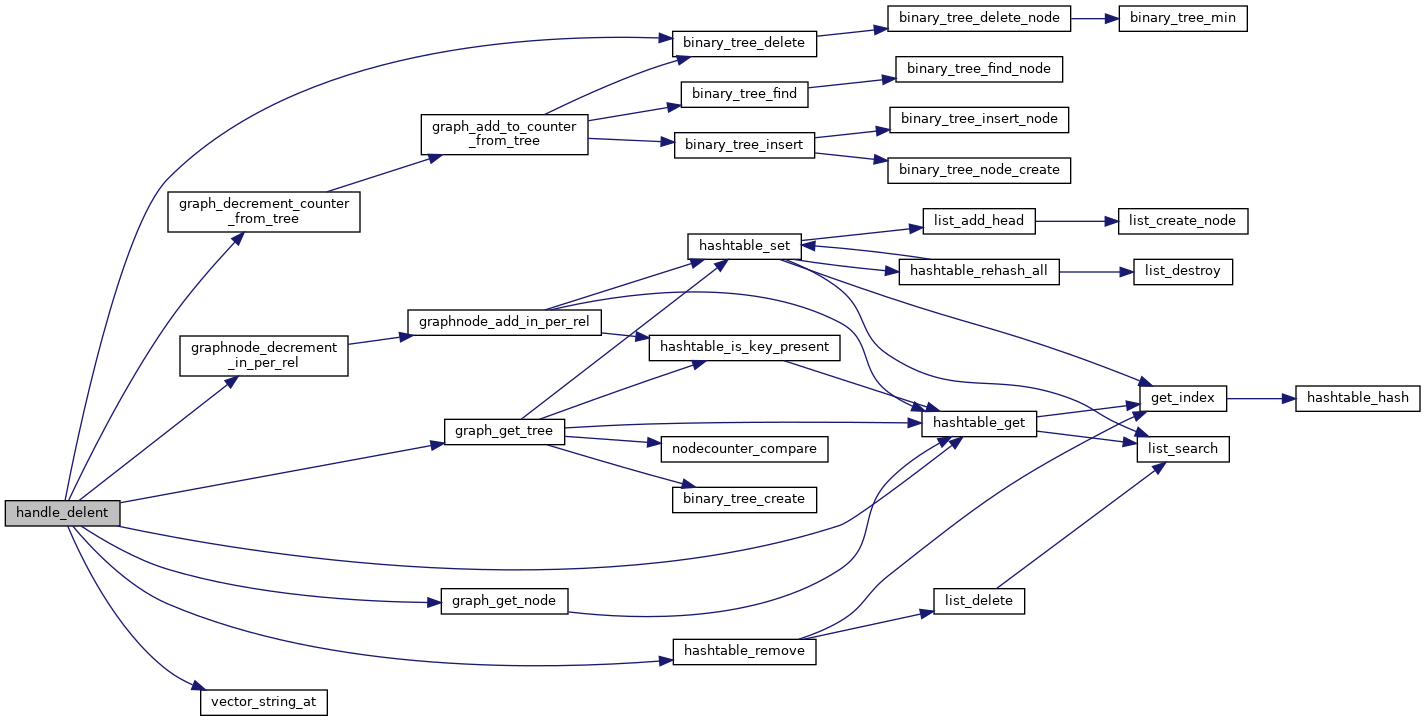 binary_tree_delete_node
binary_tree_min
binary_tree_delete
binary_tree_find_node
binary_tree_find
graph_add_to_counter
_from_tree
binary_tree_insert_node
binary_tree_insert
binary_tree_node_create
graph_decrement_counter
_from_tree
list_add_head
list_create_node
hashtable_set
hashtable_rehash_all
list_destroy
graphnode_add_in_per_rel
graphnode_decrement
_in_per_rel
hashtable_is_key_present
get_index
hashtable_hash
graph_get_tree
hashtable_get
nodecounter_compare
list_search
binary_tree_create
handle_delent
graph_get_node
list_delete
hashtable_remove
vector_string_at